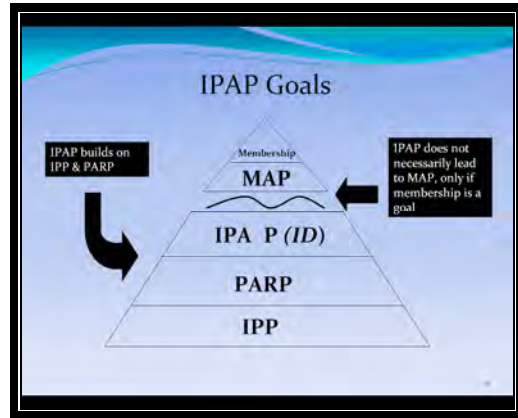 IPAP Goals
IPAP builds on
IPP & PARP
Membership
MAP
IPAP does not
necessarily lead
to MAP, only if
membership is a
goal
IPA P (ID)
PARP
IPP